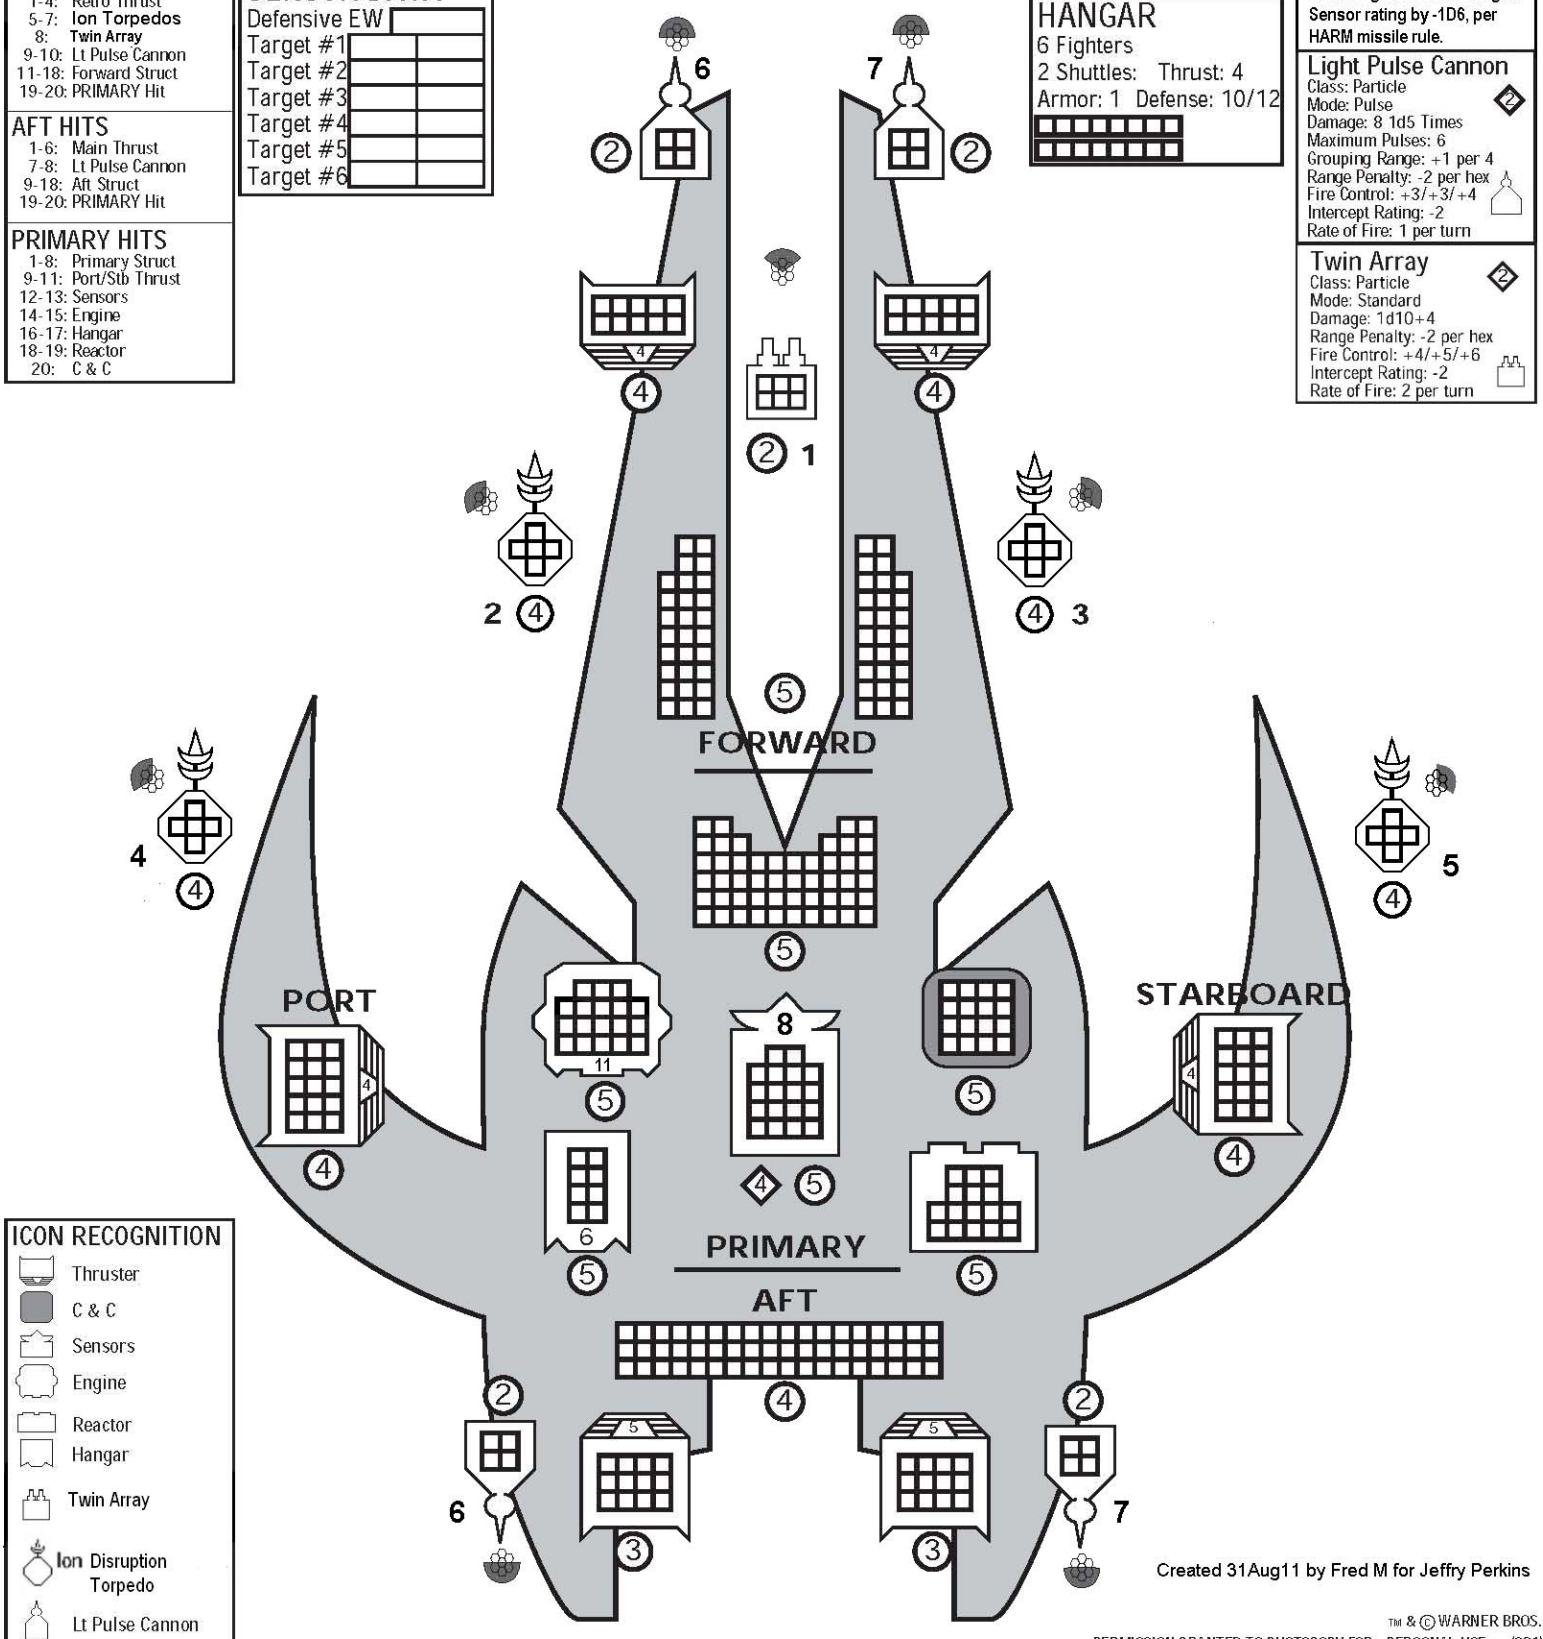 1-4: Retro Thrust
5-7: Ion Torpedos
8: Twin Array
9-10: Lt Pulse Cannon
11-18: Forward Struct
19-20: PRIMARY Hit
AFT HITS
1-6: Main Thrust
7-8: Lt Pulse Cannon
9-18: Aft Struct
19-20: PRIMARY Hit
PRIMARY HITS
1-8: Primary Struct
9-11: Port/Stb Thrust
12-13: Sensors
14-15: Engine
16-17: Hangar
18-19: Reactor
20: C & C
Defensive EW
Target #1
Target #2
Target #3
Target #4
Target #5
Target #6
HANGAR
6 Fighters
2 Shuttles: Thrust: 4
Armor: 1 Defense: 10/12
Sensor rating by -1D6, per
HARM missile rule.
Light Pulse Cannon
Class: Particle
2
Mode: Pulse
Damage: 8 1d5 Times
Maximum Pulses: 6
Grouping Range: +1 per 4
Range Penalty: -2 per hex
Fire Control: +3/+3/+4
Intercept Rating: -2
Rate of Fire: 1 per turn
Twin Array
2
Class: Particle
Mode: Standard
Damage: 1d10+4
Range Penalty: -2 per hex
Fire Control: +4/+5/+6
Intercept Rating: -2
Rate of Fire: 2 per turn
6 7
2 2
4 4
4 4
2 1
2 4
4 3
5
FORWARD
4
4
5
4
5
PORT
STARBOARD
8
11
4
4
5
5
4
4
4 5
6
5
5
PRIMARY
AFT
4
2
2
5
5
6
7
3
3
ICON RECOGNITION
Thruster
C & C
Sensors
Engine
Reactor
Hangar
Twin Array
Ion Disruption
Torpedo
Lt Pulse Cannon
Created 31Aug11 by Fred M for Jeffry Perkins
TM & © WARNER BROS.